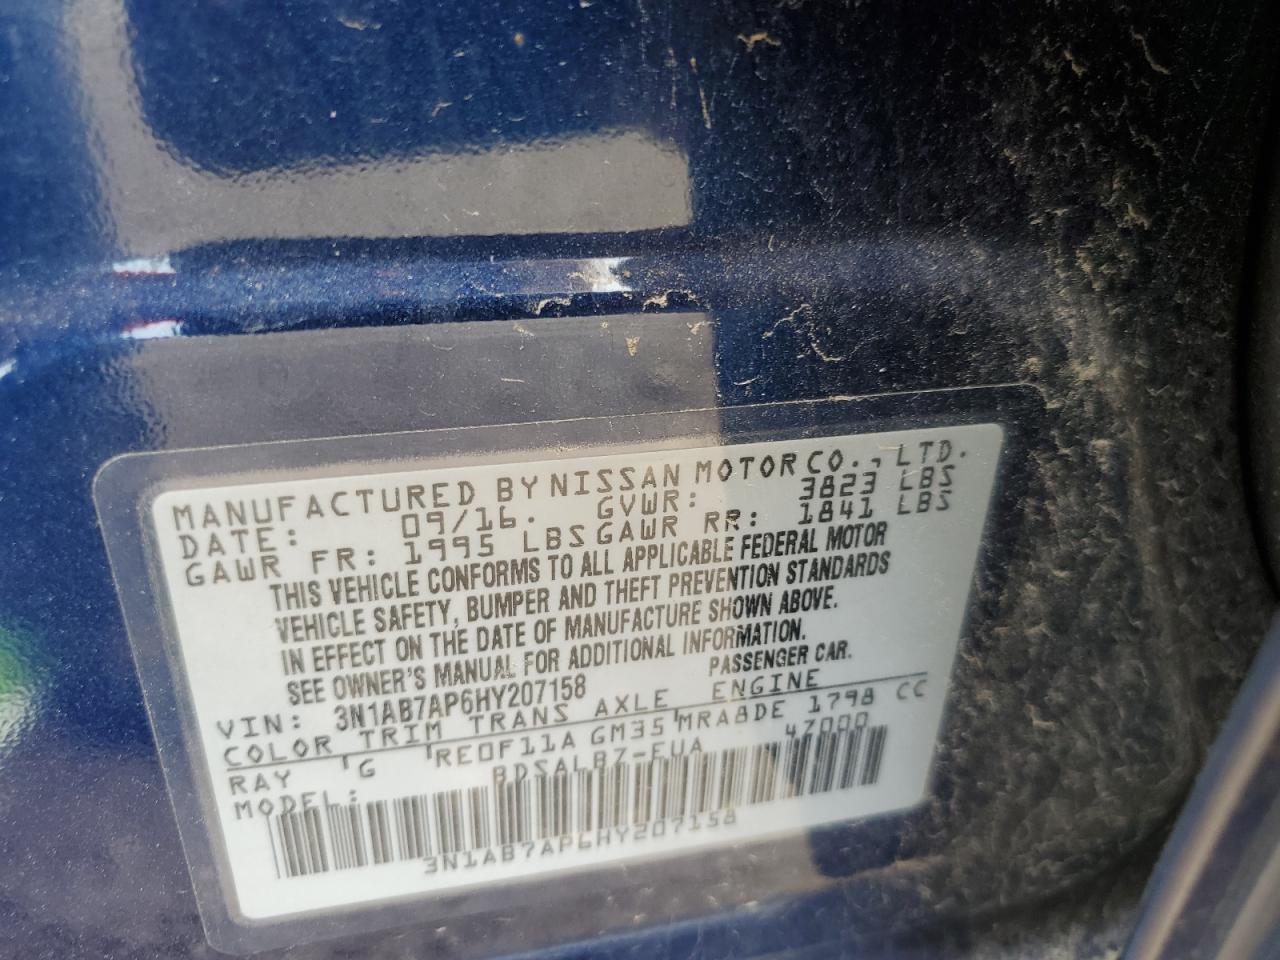 MANUFACTURED BY NISSAN MOTOR CO., LTD.
DATE: 09/16. GVWR: 3823 LBS
GAWR FR: 1995 LBS GAWR RR: 1841 LBS
THIS VEHICLE CONFORMS TO ALL APPLICABLE FEDERAL MOTOR
VEHICLE SAFETY, BUMPER AND THEFT PREVENTION STANDARDS
IN EFFECT ON THE DATE OF MANUFACTURE SHOWN ABOVE.
SEE OWNER'S MANUAL FOR ADDITIONAL INFORMATION.
VIN: 3N1AB7AP6HY207158 PASSENGER CAR.
COLOR TRIM TRANS AXLE ENGINE
RAY G RE0F11A GM35 MRA8DE 1798 CC
MODEL: BDSALBZ-EUA 47000
3N1AB7AP6HY207158